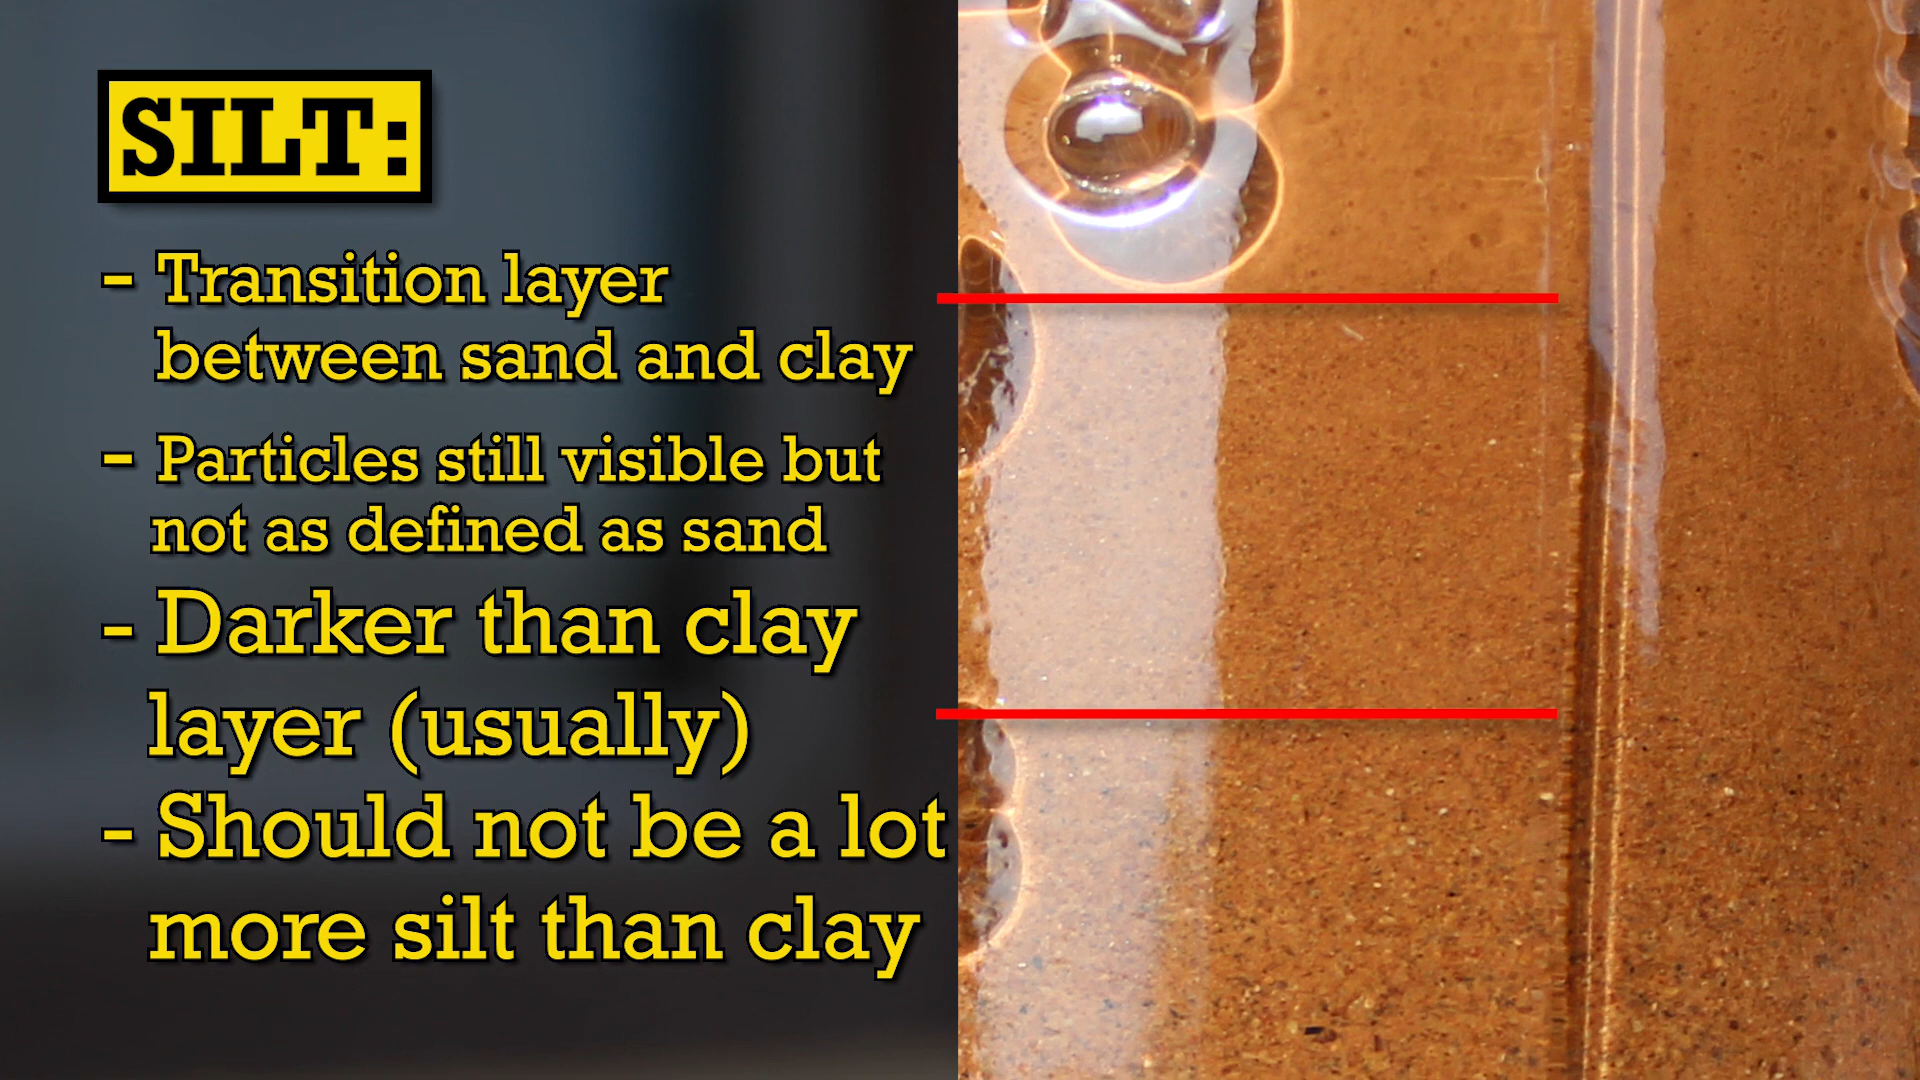 SILT:
- Transition layer
between sand and clay
- Particles still visible but
not as defined as sand
- Darker than clay
layer (usually)
- Should not be a lot
more silt than clay